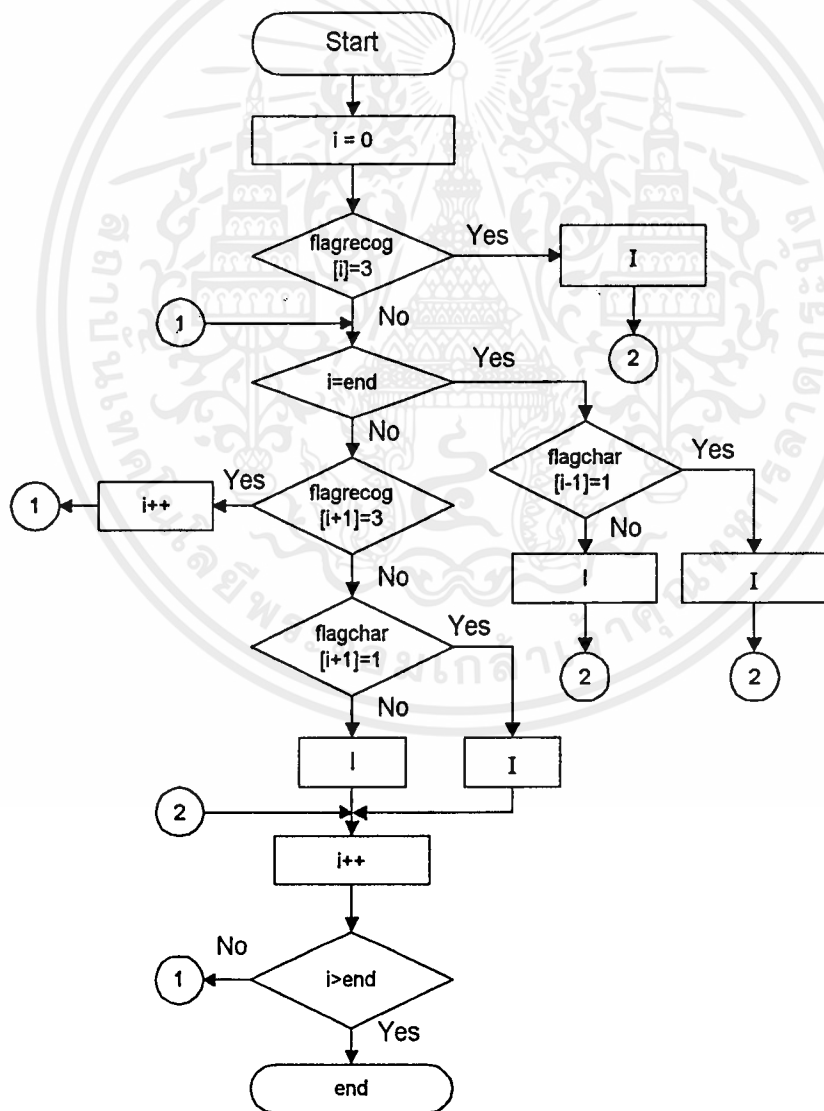 Start
i = 0
flagrecog
[i]=3
Yes
I
No
1
2
i=end
Yes
No
flagchar
[i-1]=1
Yes
No
flagrecog
[i+1]=3
Yes
i++
1
No
l
I
2
2
flagchar
[i+1]=1
Yes
No
l
I
2
i++
i>end
No
1
Yes
end